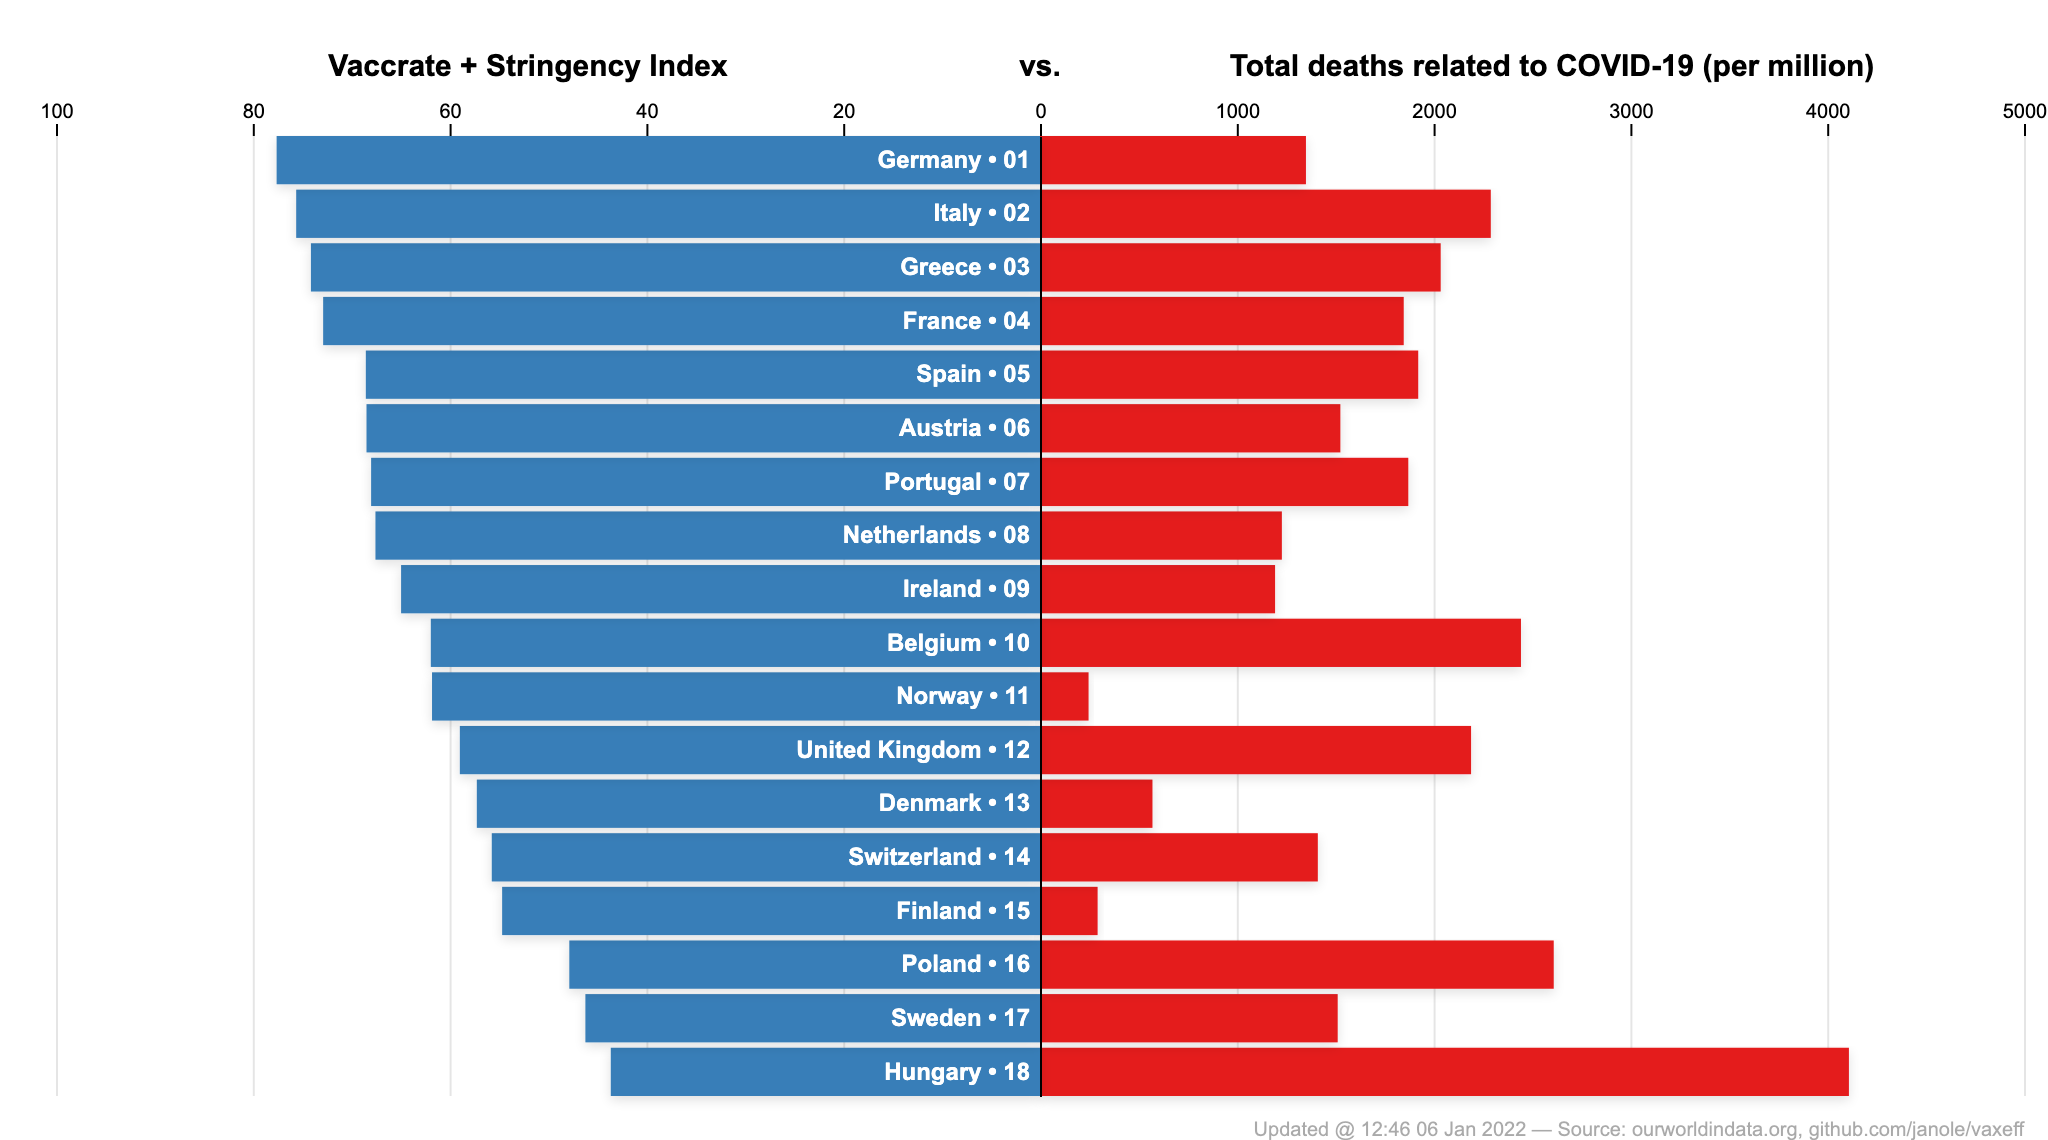 Vaccrate + Stringency Index vs. Total deaths related to COVID-19 (per million)
100 80 60 40 20 0 1000 2000 3000 4000 5000
Germany • 01
Italy • 02
Greece • 03
France • 04
Spain • 05
Austria • 06
Portugal • 07
Netherlands • 08
Ireland • 09
Belgium • 10
Norway • 11
United Kingdom • 12
Denmark • 13
Switzerland • 14
Finland • 15
Poland • 16
Sweden • 17
Hungary • 18
Updated @ 12:46 06 Jan 2022 — Source: ourworldindata.org, github.com/janole/vaxeff